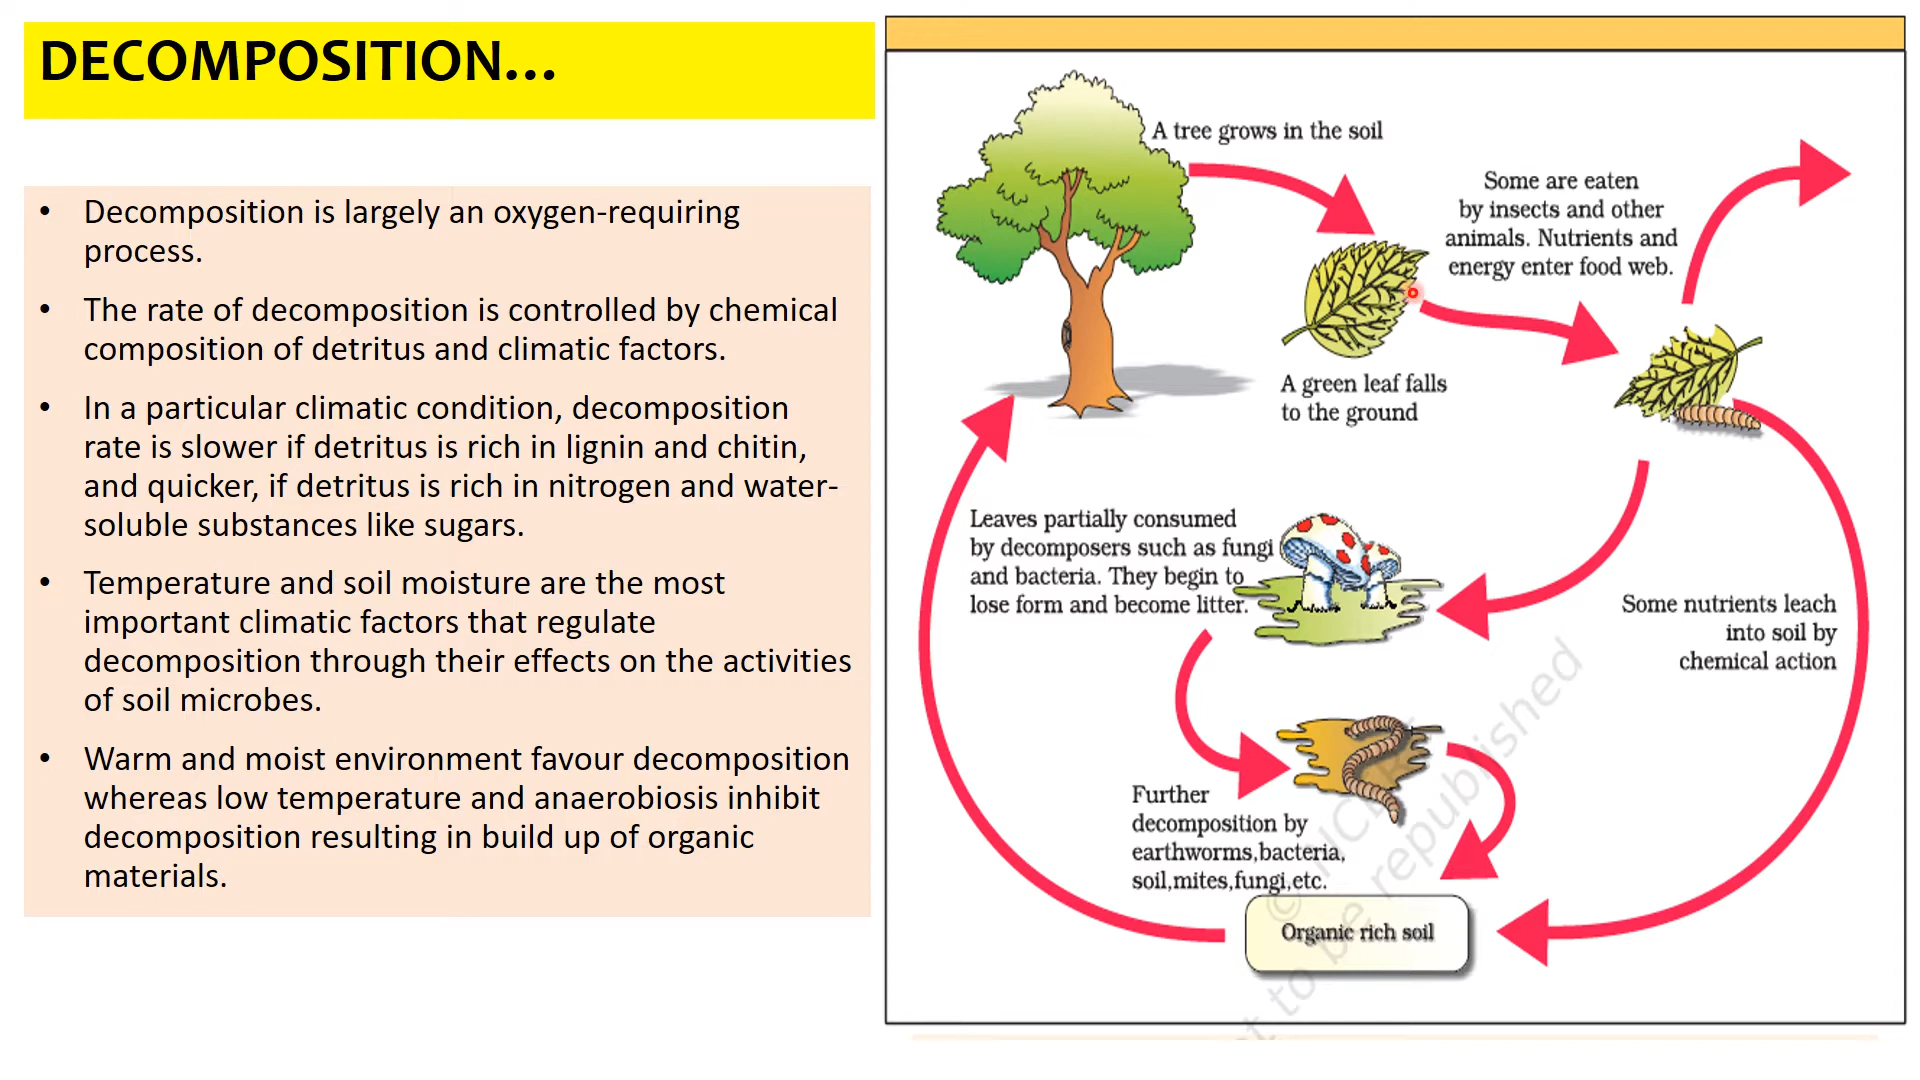 DECOMPOSITION...
• Decomposition is largely an oxygen-requiring
process.
• The rate of decomposition is controlled by chemical
composition of detritus and climatic factors.
• In a particular climatic condition, decomposition
rate is slower if detritus is rich in lignin and chitin,
and quicker, if detritus is rich in nitrogen and water-
soluble substances like sugars.
• Temperature and soil moisture are the most
important climatic factors that regulate
decomposition through their effects on the activities
of soil microbes.
• Warm and moist environment favour decomposition
whereas low temperature and anaerobiosis inhibit
decomposition resulting in build up of organic
materials.
A tree grows in the soil
Some are eaten
by insects and other
animals. Nutrients and
energy enter food web.
A green leaf falls
to the ground
Leaves partially consumed
by decomposers such as fungi
and bacteria. They begin to
lose form and become litter.
Some nutrients leach
into soil by
chemical action
Further
decomposition by
earthworms,bacteria,
soil,mites,fungi,etc.
Organic rich soil
©
to be republished